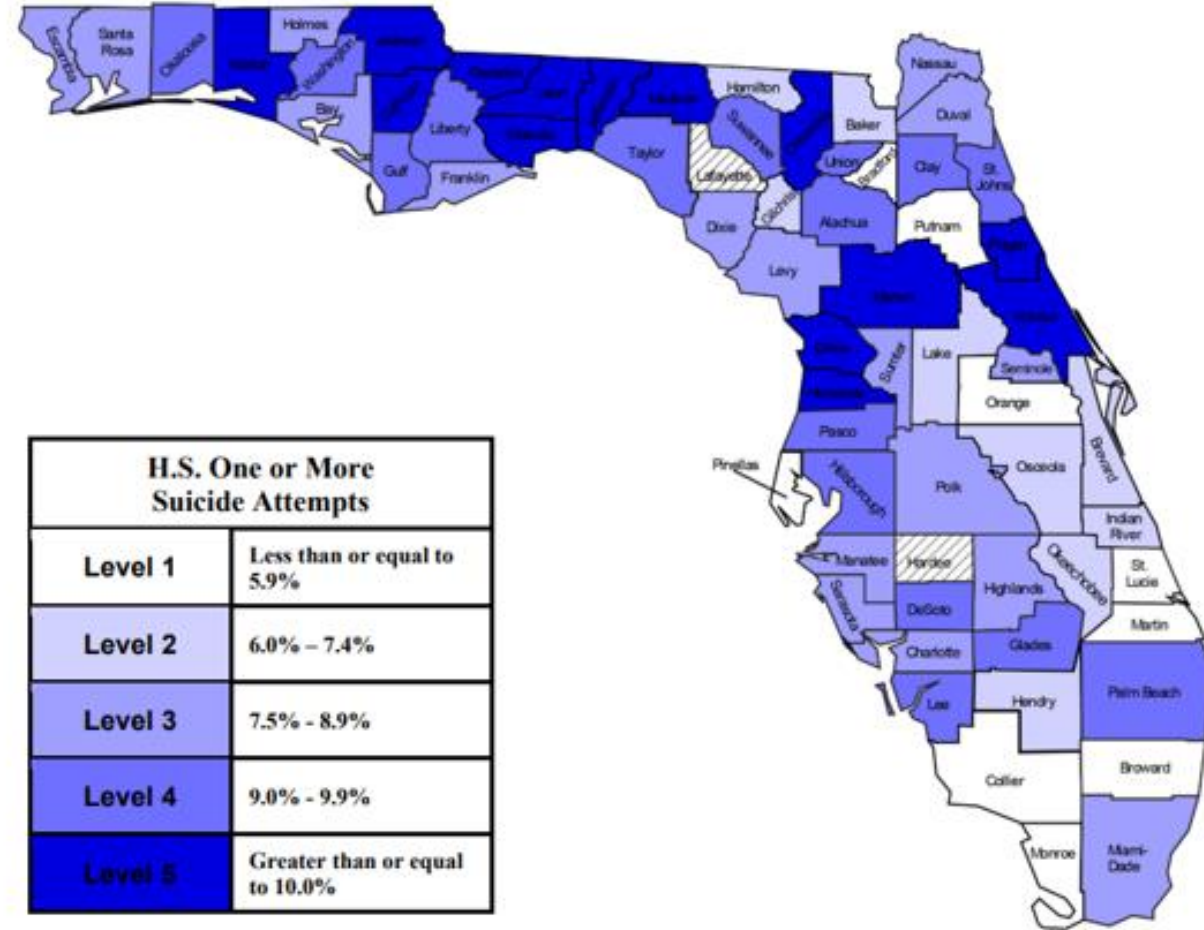 Escambia
Santa
Rosa
Okaloosa
Holmes
Washington
Bay
Gulf
Liberty
Franklin
Taylor
Hamilton
Suwannee
Lafayette
Dixie
Gilchris
Levy
Baker
Union
Bradford
Alachua
Nassau
Duval
Clay
St.
Johns
Putnam
Flagler
Marion
Volusia
Citrus
Sumter
Lake
Seminole
Orange
Pasco
Pinellas
Hillsborough
Polk
Osceola
Brevard
Indian
River
Manatee
Hardee
Highlands
Okeechobee
St.
Lucie
Sarasota
DeSoto
Martin
Charlotte
Glades
Lee
Hendry
Palm Beach
Collier
Broward
Monroe
Miami-
Dade
H.S. One or More
Suicide Attempts
Level 1
Less than or equal to
5.9%
Level 2
6.0% – 7.4%
Level 3
7.5% - 8.9%
Level 4
9.0% - 9.9%
Level 5
Greater than or equal
to 10.0%